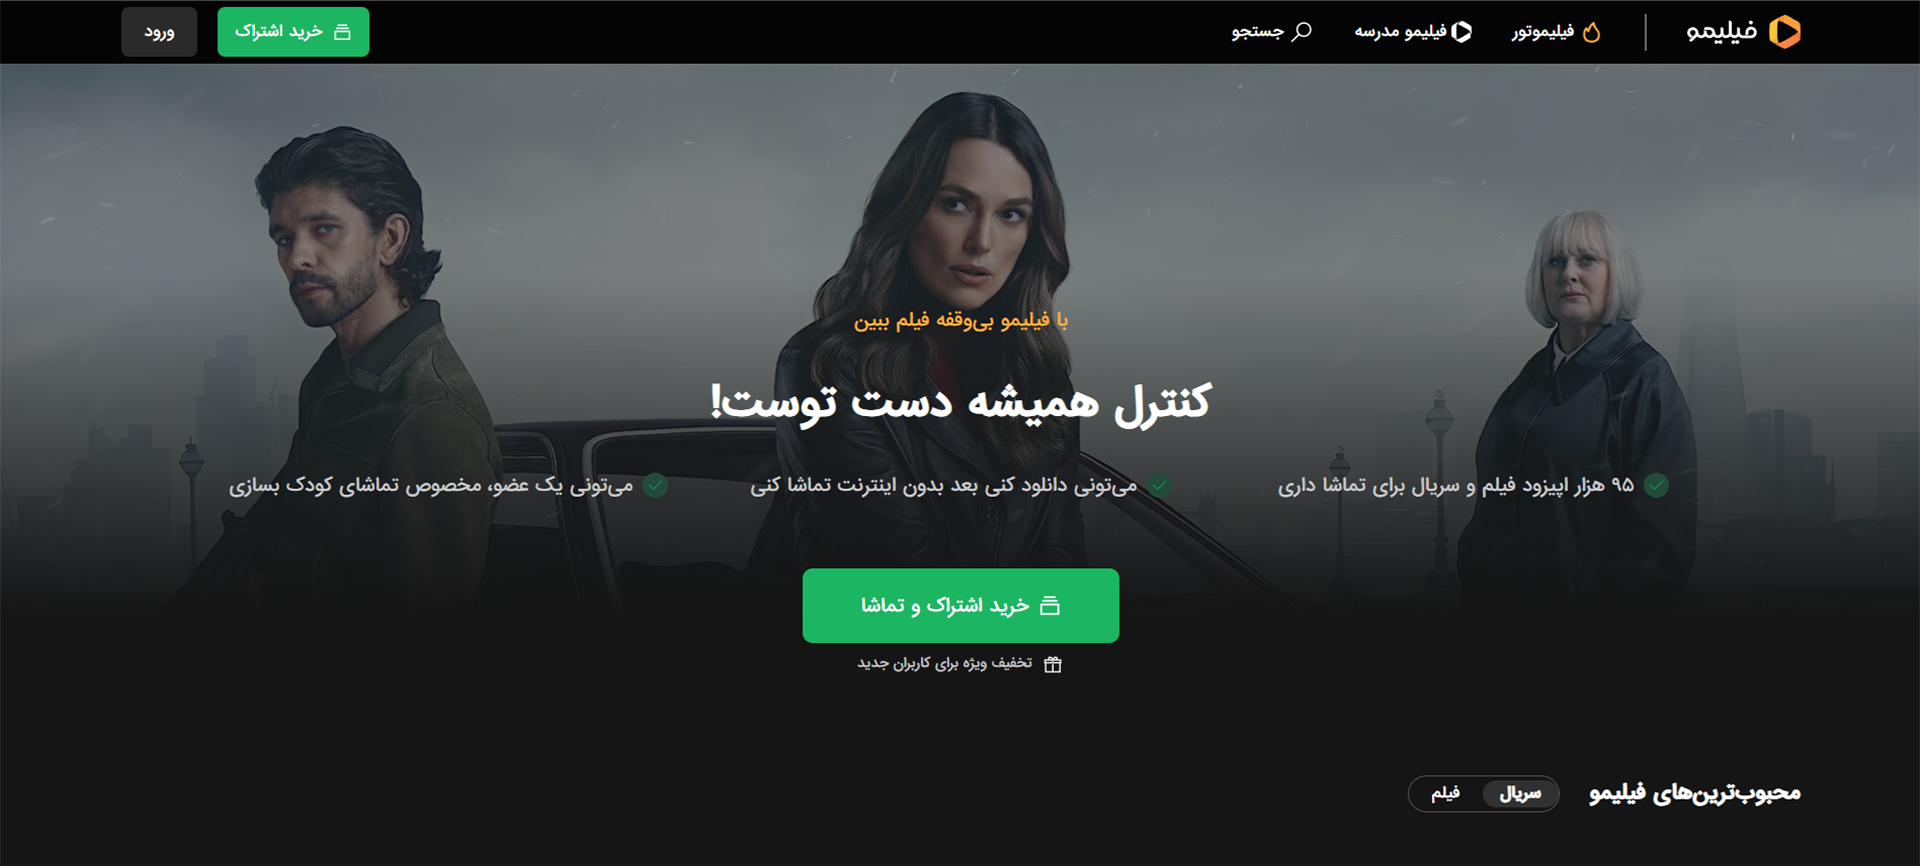 فیلیمو
فیلیموتور
فیلیمو مدرسه
جستجو
خرید اشتراک
ورود
با فیلیمو بی‌وقفه فیلم ببین
کنترل همیشه دست توست!
۹۵ هزار اپیزود فیلم و سریال برای تماشا داری
می‌تونی دانلود کنی بعد بدون اینترنت تماشا کنی
می‌تونی یک عضو، مخصوص تماشای کودک بسازی
خرید اشتراک و تماشا
تخفیف ویژه برای کاربران جدید
محبوب‌ترین‌های فیلیمو
سریال
فیلم